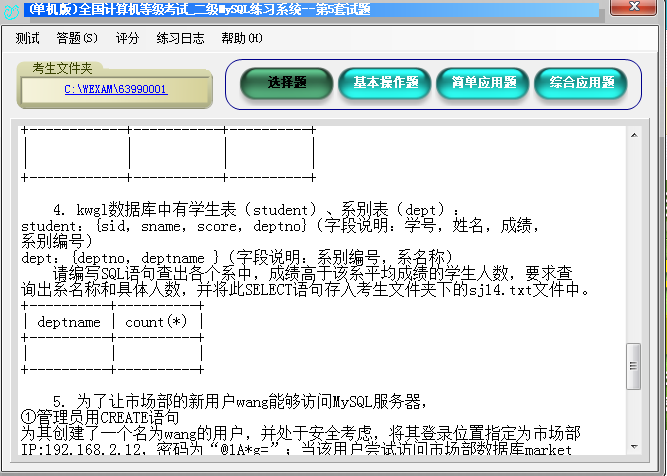 (单机版)全国计算机等级考试_二级MySQL练习系统--第5套试题
测试 答题(S) 评分 练习日志 帮助(H)
考生文件夹
C:\WEXAM\63990001
选择题 基本操作题 简单应用题 综合应用题
+------------+-----------+----------+
| | | |
+------------+-----------+----------+
4. kwgl数据库中有学生表（student）、系别表（dept）：
student：{sid, sname, score, deptno}（字段说明：学号，姓名，成绩，
系别编号）
dept：{deptno, deptname }（字段说明：系别编号，系名称）
请编写SQL语句查出各个系中，成绩高于该系平均成绩的学生人数，要求查
询出系名称和具体人数，并将此SELECT语句存入考生文件夹下的sj14.txt文件中。
+----------+----------+
| deptname | count(*) |
+----------+----------+
| | |
+----------+----------+
5. 为了让市场部的新用户wang能够访问MySQL服务器，
①管理员用CREATE语句
为其创建了一个名为wang的用户，并处于安全考虑，将其登录位置指定为市场部
IP:192.168.2.12，密码为“@1A*g=”；当该用户尝试访问市场部数据库market